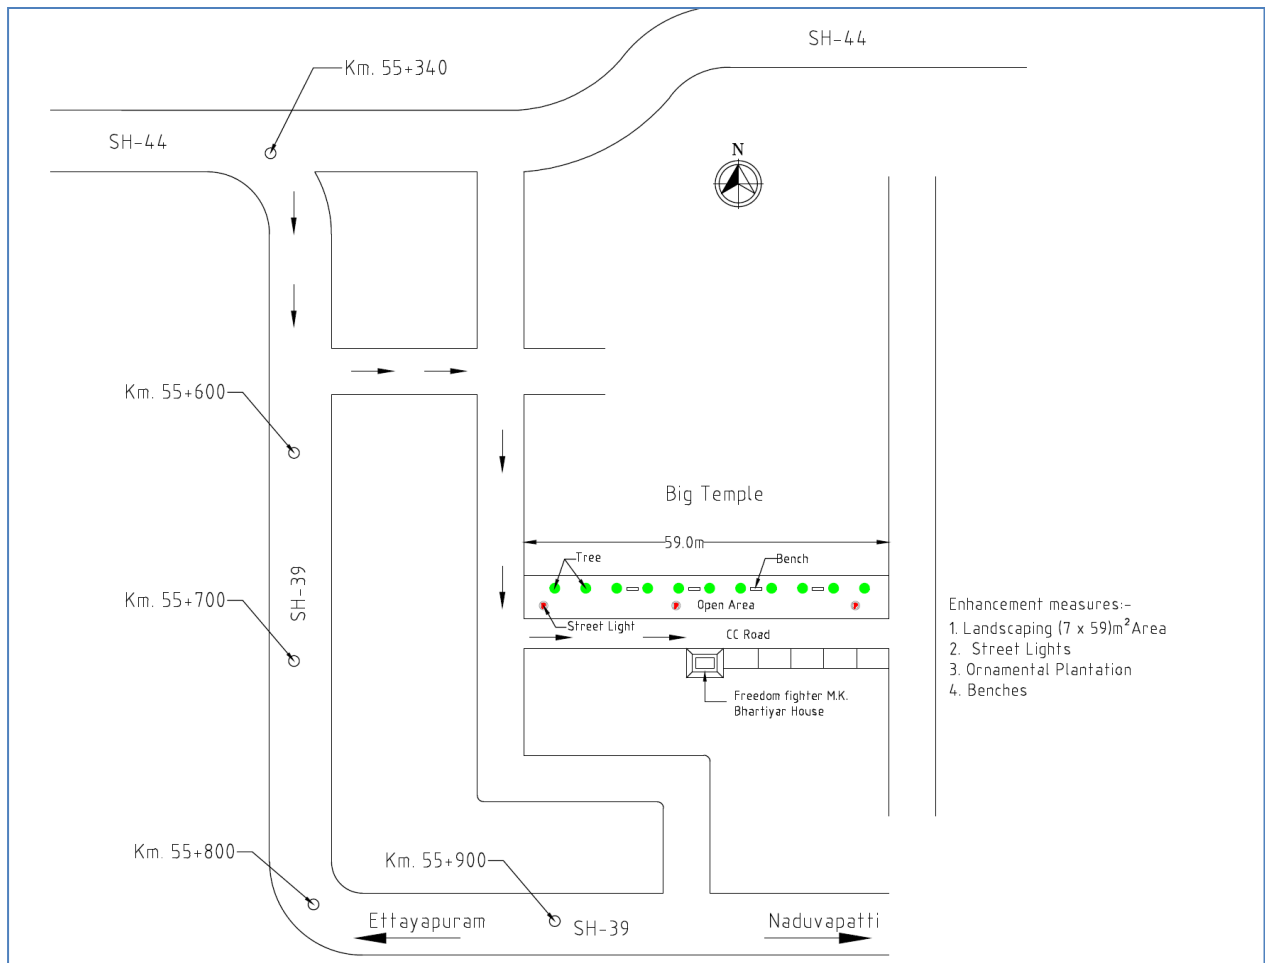 SH-44
Km. 55+340
SH-44
N
Km. 55+600
Big Temple
59.0m
Tree
Bench
Open Area
Street Light
CC Road
SH-39
Km. 55+700
Enhancement measures:-
1. Landscaping (7 x 59)m² Area
2. Street Lights
3. Ornamental Plantation
4. Benches
Freedom fighter M.K.
Bhartiyar House
Km. 55+800
Km. 55+900
Ettayapuram
SH-39
Naduvapatti